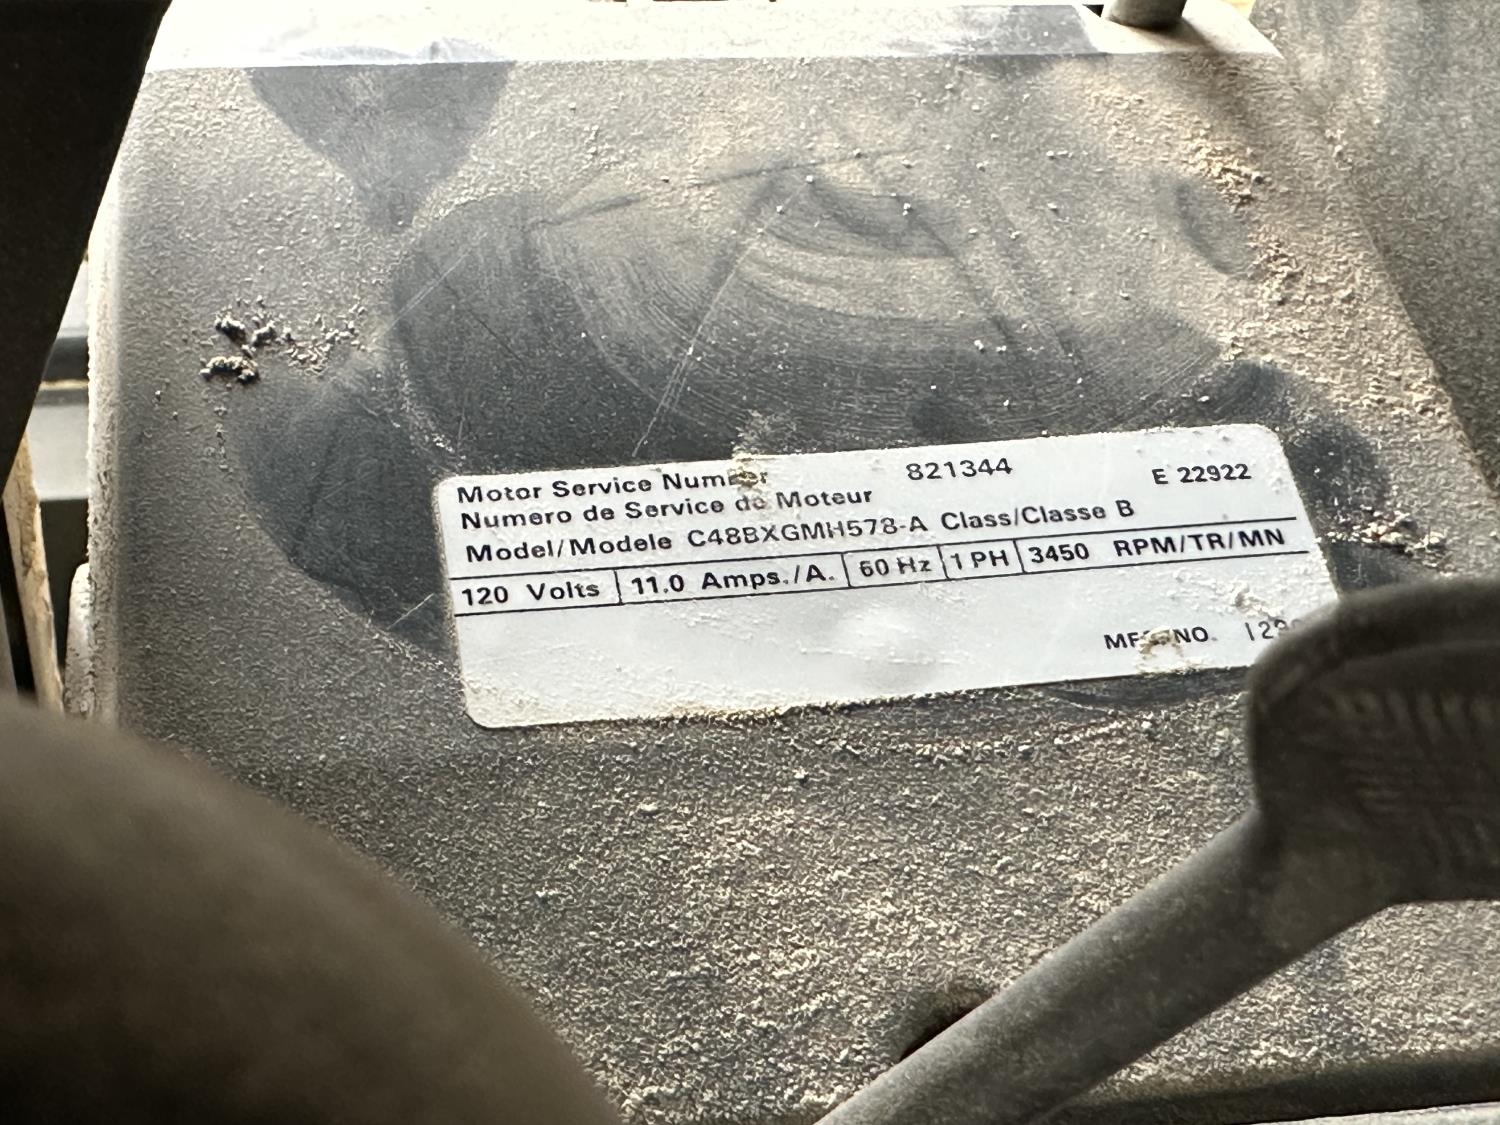 Motor Service Number 821344 E 22922
Numero de Service de Moteur
Model/Modele C48BXGMH578-A Class/Classe B
120 Volts 11.0 Amps./A. 60 Hz 1 PH 3450 RPM/TR/MN
NO.